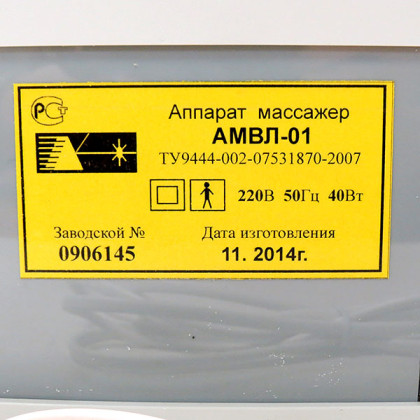 РСТ
Аппарат массажер
АМВЛ-01
ТУ9444-002-07531870-2007
220В 50Гц 40Вт
Заводской № Дата изготовления
0906145 11. 2014г.